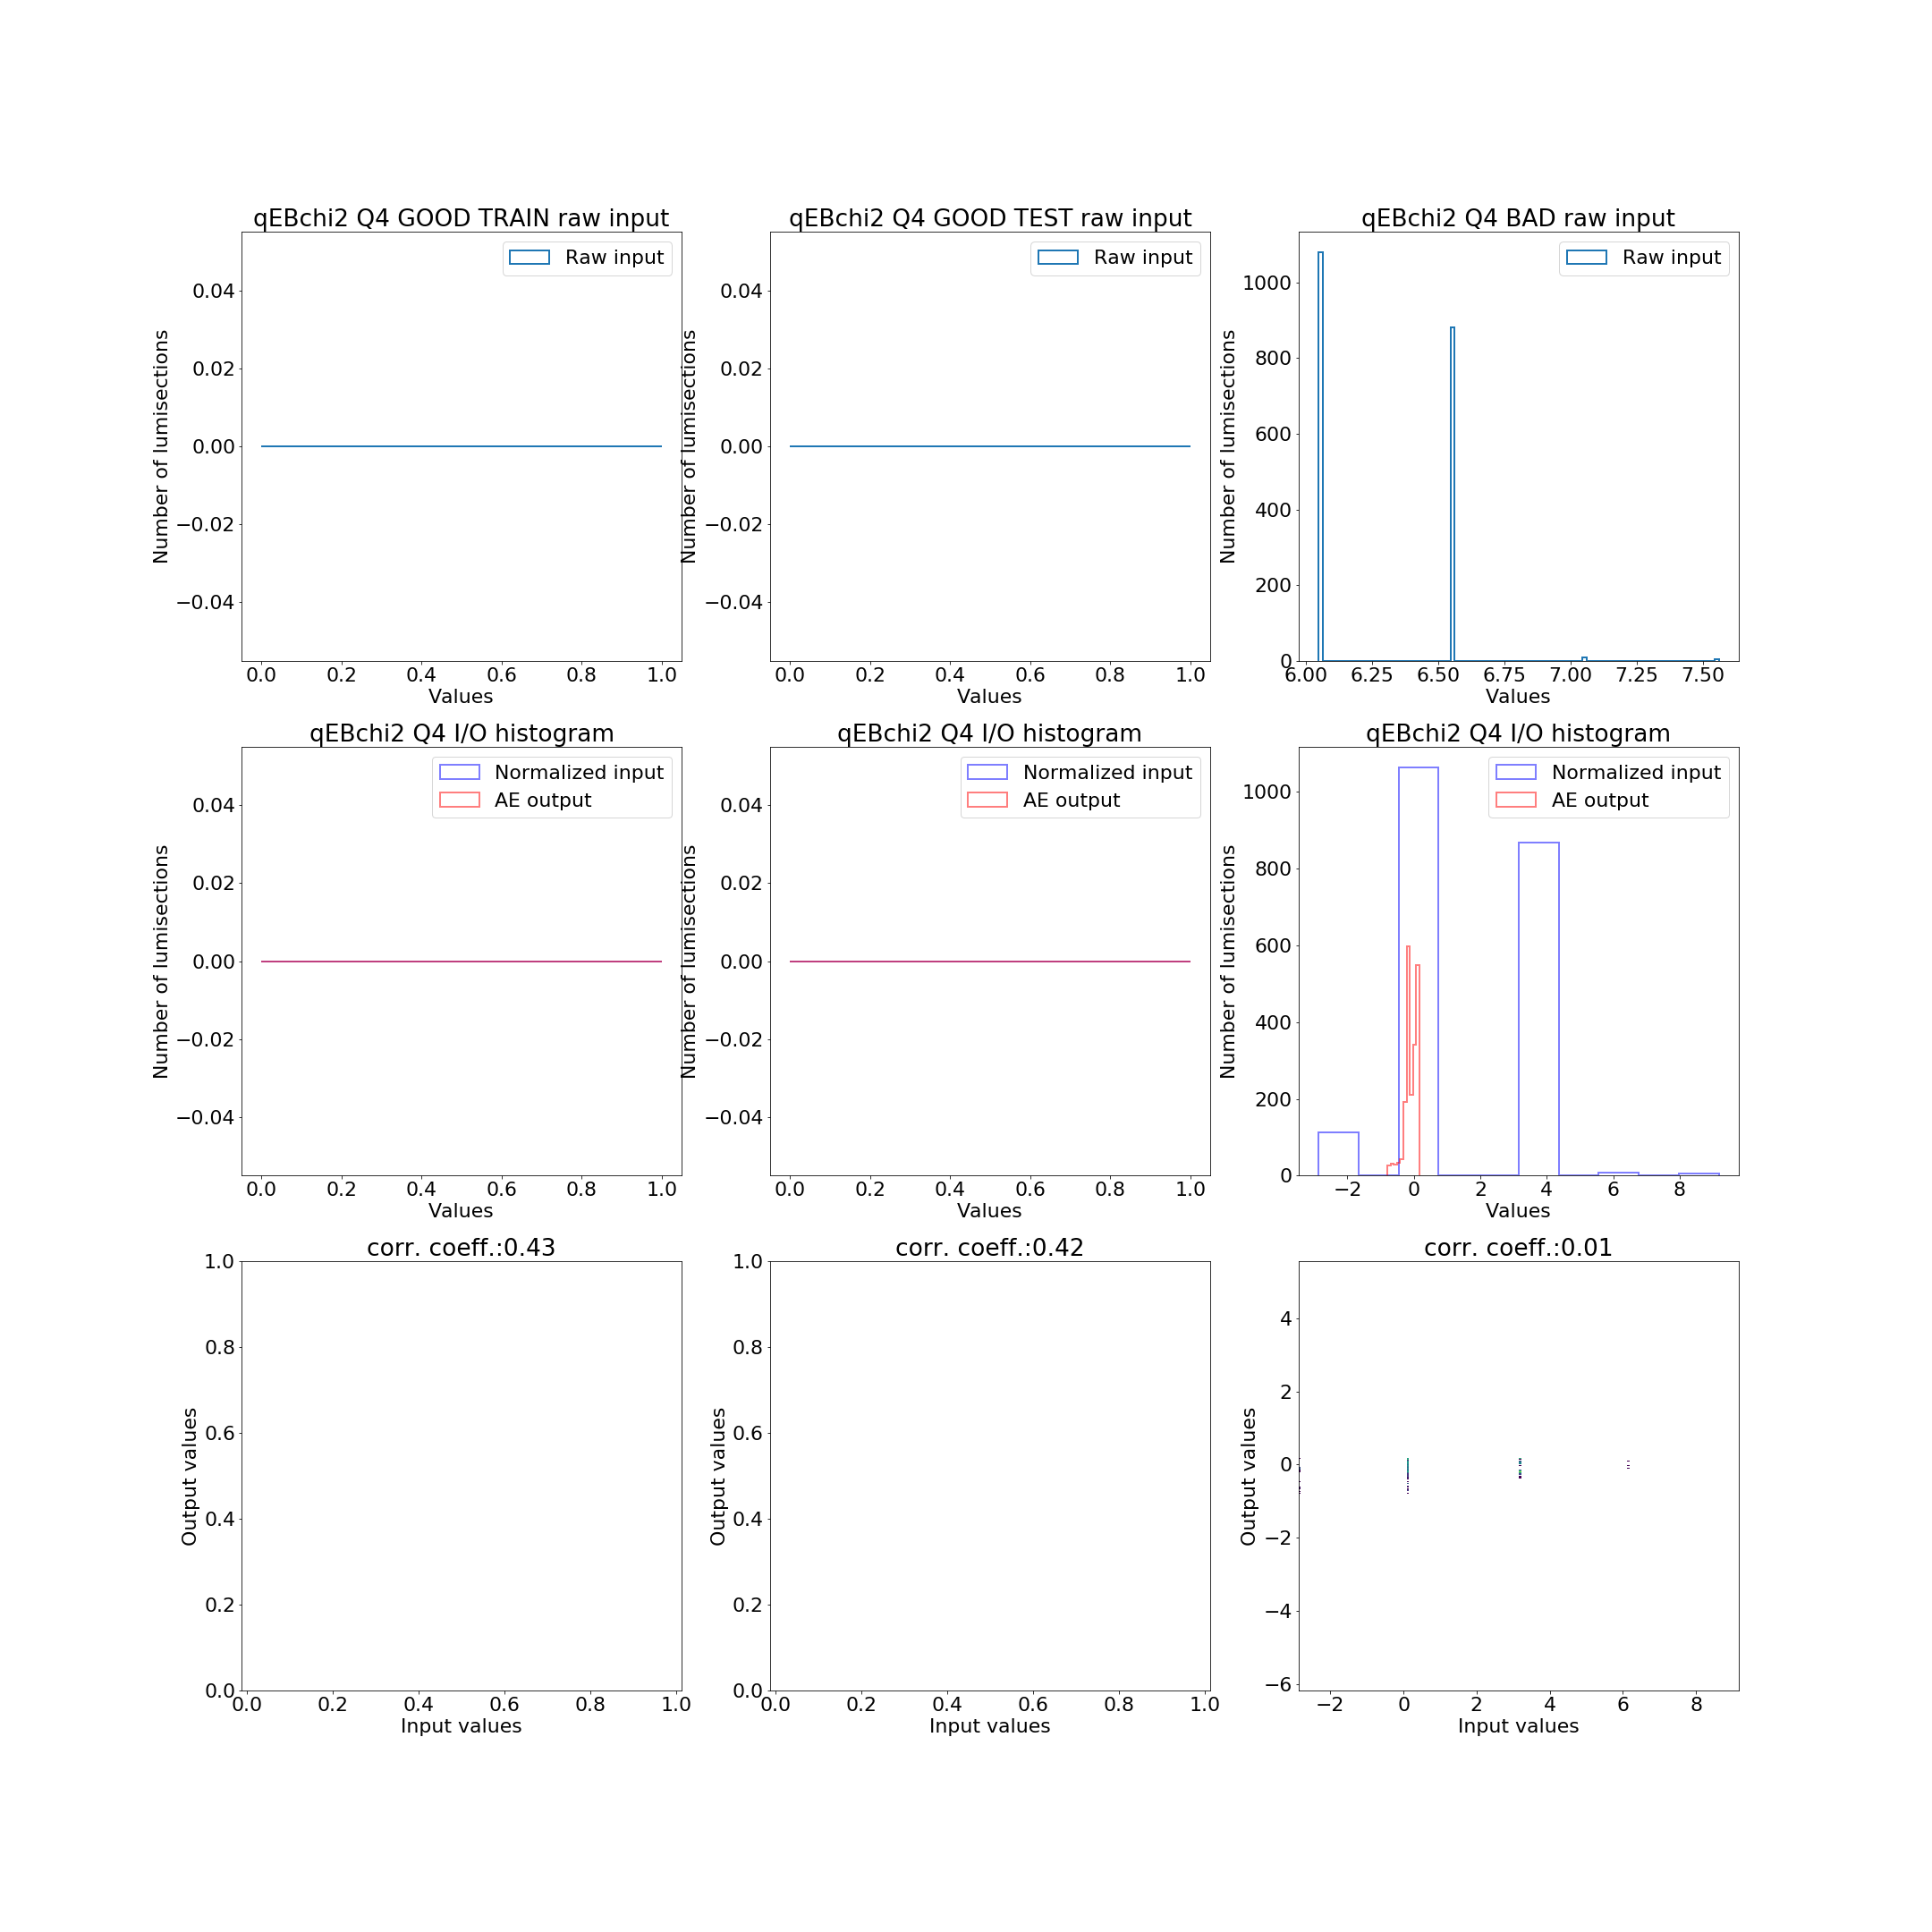 qEBchi2 Q4 GOOD TRAIN raw input
Raw input
Number of lumisections
0.04
0.02
0.00
−0.02
−0.04
0.0 0.2 0.4 0.6 0.8 1.0
Values
qEBchi2 Q4 GOOD TEST raw input
Raw input
Number of lumisections
0.04
0.02
0.00
−0.02
−0.04
0.0 0.2 0.4 0.6 0.8 1.0
Values
qEBchi2 Q4 BAD raw input
Raw input
Number of lumisections
1000
800
600
400
200
0
6.00 6.25 6.50 6.75 7.00 7.25 7.50
Values
qEBchi2 Q4 I/O histogram
Normalized input
AE output
Number of lumisections
0.04
0.02
0.00
−0.02
−0.04
0.0 0.2 0.4 0.6 0.8 1.0
Values
qEBchi2 Q4 I/O histogram
Normalized input
AE output
Number of lumisections
0.04
0.02
0.00
−0.02
−0.04
0.0 0.2 0.4 0.6 0.8 1.0
Values
qEBchi2 Q4 I/O histogram
Normalized input
AE output
Number of lumisections
1000
800
600
400
200
0
−2 0 2 4 6 8
Values
corr. coeff.:0.43
Output values
1.0
0.8
0.6
0.4
0.2
0.0
0.0 0.2 0.4 0.6 0.8 1.0
Input values
corr. coeff.:0.42
Output values
1.0
0.8
0.6
0.4
0.2
0.0
0.0 0.2 0.4 0.6 0.8 1.0
Input values
corr. coeff.:0.01
Output values
4
2
0
−2
−4
−6
−2 0 2 4 6 8
Input values